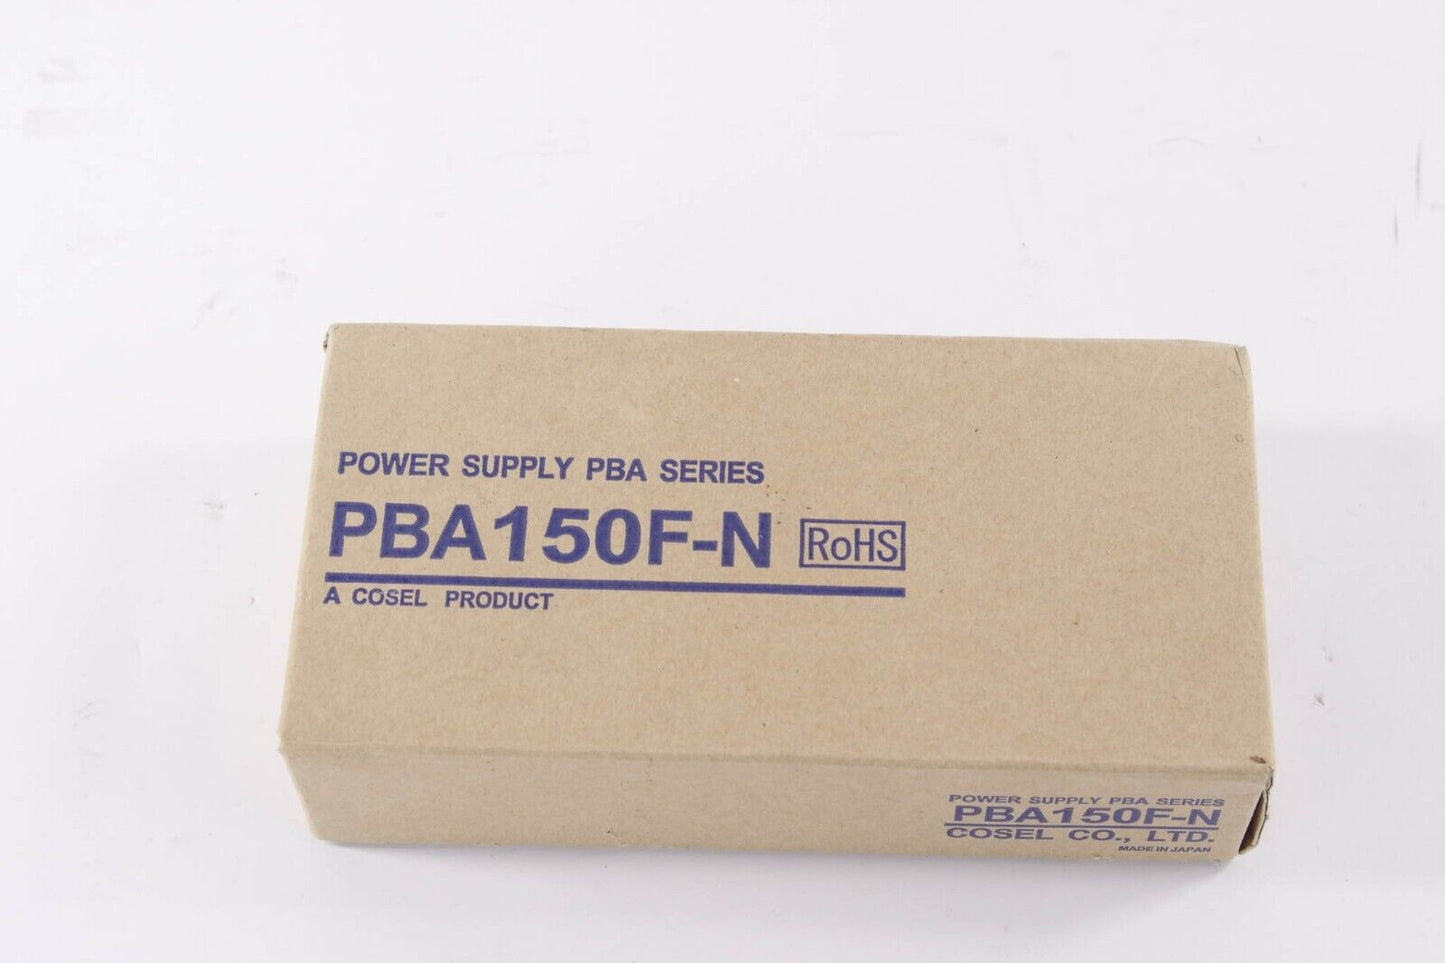 POWER SUPPLY PBA SERIES
PBA150F-N RoHS
A COSEL PRODUCT
POWER SUPPLY PBA SERIES
PBA150F-N
COSEL CO., LTD.
MADE IN JAPAN